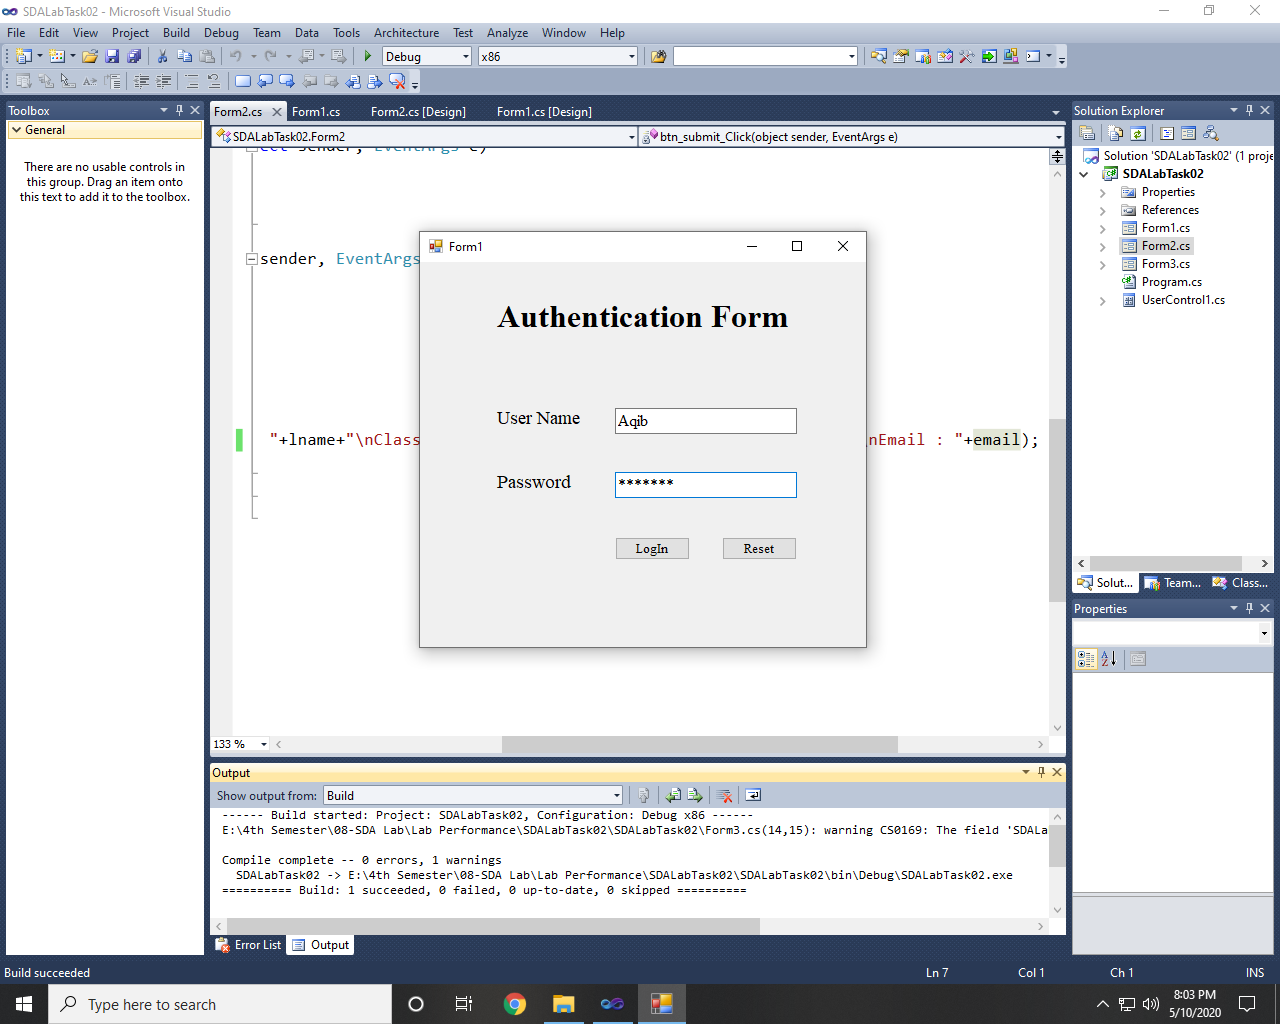 SDALabTask02 - Microsoft Visual Studio
File Edit View Project Build Debug Team Data Tools Architecture Test Analyze Window Help
Debug x86
Toolbox
General
There are no usable controls in
this group. Drag an item onto
this text to add it to the toolbox.
Form2.cs Form1.cs Form2.cs [Design] Form1.cs [Design]
SDALabTask02.Form2 btn_submit_Click(object sender, EventArgs e)
ect sender, EventArgs e)
sender, EventArgs
"+lname+"\nClass nEmail : "+email);
133 %
Form1
Authentication Form
User Name Aqib
Password *******
LogIn Reset
Solution Explorer
Solution 'SDALabTask02' (1 proje
SDALabTask02
Properties
References
Form1.cs
Form2.cs
Form3.cs
Program.cs
UserControl1.cs
Solut... Team... Class...
Properties
Output
Show output from: Build
------ Build started: Project: SDALabTask02, Configuration: Debug x86 ------
E:\4th Semester\08-SDA Lab\Lab Performance\SDALabTask02\SDALabTask02\Form3.cs(14,15): warning CS0169: The field 'SDALa
Compile complete -- 0 errors, 1 warnings
SDALabTask02 -> E:\4th Semester\08-SDA Lab\Lab Performance\SDALabTask02\SDALabTask02\bin\Debug\SDALabTask02.exe
========== Build: 1 succeeded, 0 failed, 0 up-to-date, 0 skipped ==========
Error List Output
Build succeeded Ln 7 Col 1 Ch 1 INS
Type here to search
8:03 PM
5/10/2020